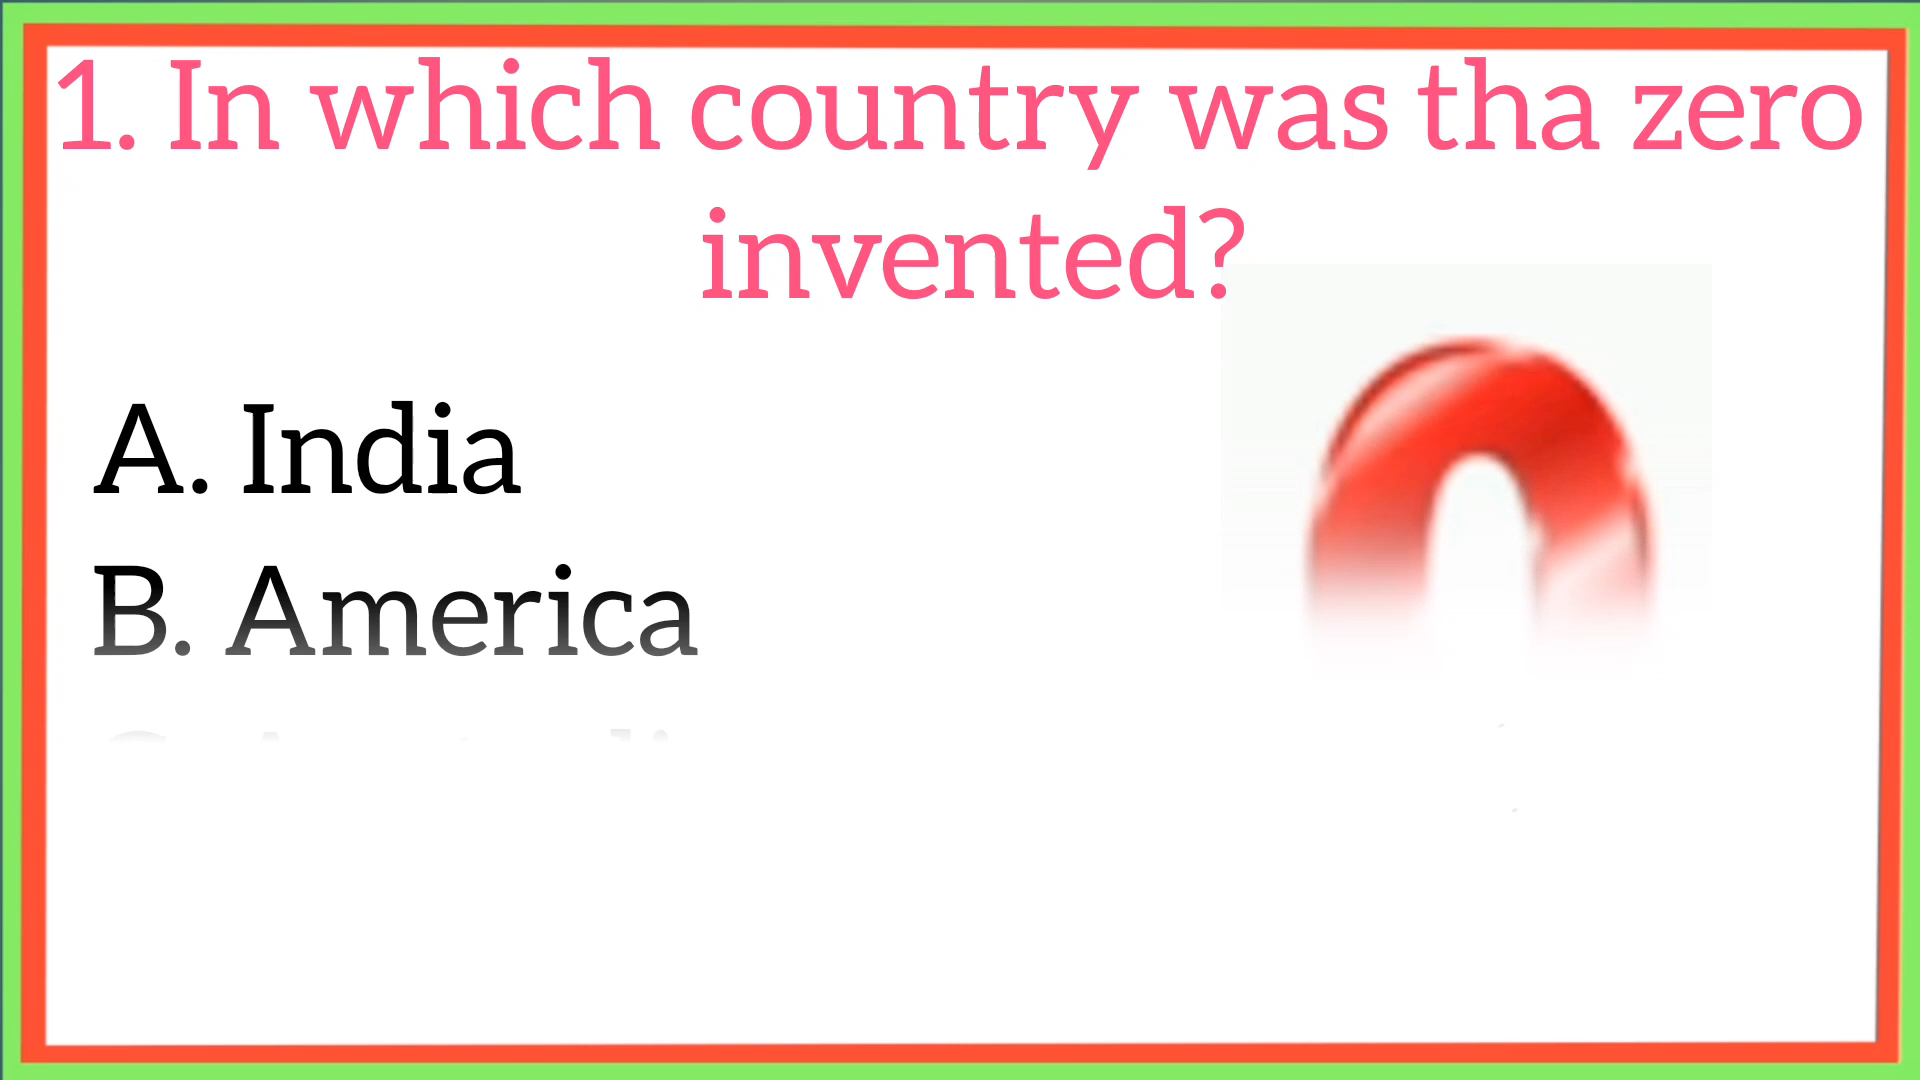 1. In which country was tha zero
invented?
A. India
B. America